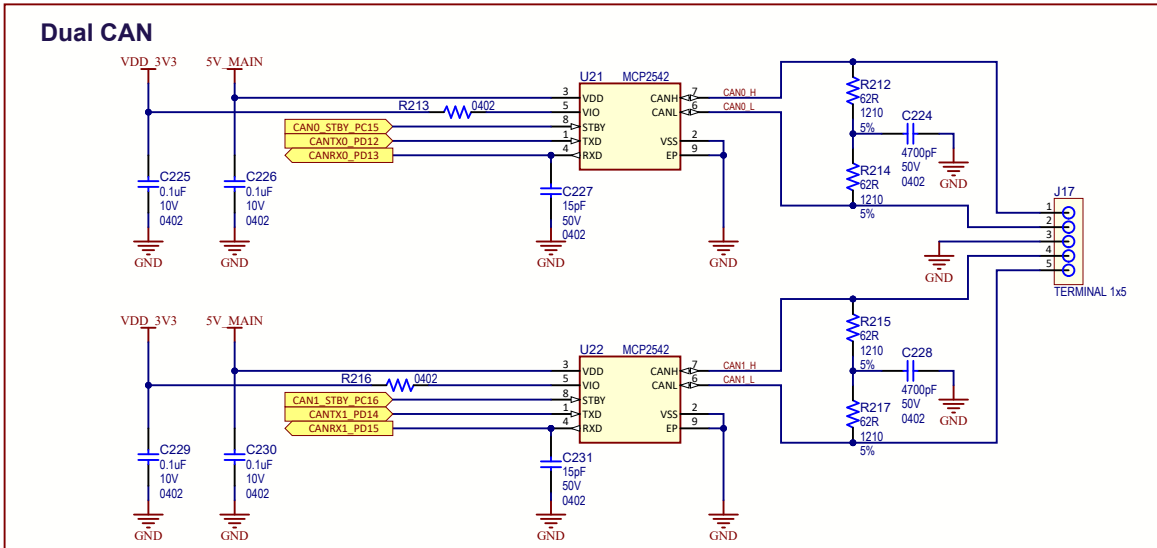 Dual CAN
VDD_3V3
5V_MAIN
U21
MCP2542
R213
0402
3
VDD
5
VIO
8
STBY
1
TXD
4
RXD
CANH
7
CANL
6
VSS
2
EP
9
CAN0_STBY_PC15
CANTX0_PD12
CANRX0_PD13
CAN0_H
CAN0_L
R212
62R
1210
5%
C224
4700pF
50V
0402
GND
R214
62R
1210
5%
C225
0.1uF
10V
0402
GND
C226
0.1uF
10V
0402
GND
C227
15pF
50V
0402
GND
GND
J17
1
2
3
4
5
TERMINAL 1x5
GND
VDD_3V3
5V_MAIN
U22
MCP2542
R216
0402
3
VDD
5
VIO
8
STBY
1
TXD
4
RXD
CANH
7
CANL
6
VSS
2
EP
9
CAN1_STBY_PC16
CANTX1_PD14
CANRX1_PD15
CAN1_H
CAN1_L
R215
62R
1210
5%
C228
4700pF
50V
0402
GND
R217
62R
1210
5%
C229
0.1uF
10V
0402
GND
C230
0.1uF
10V
0402
GND
C231
15pF
50V
0402
GND
GND